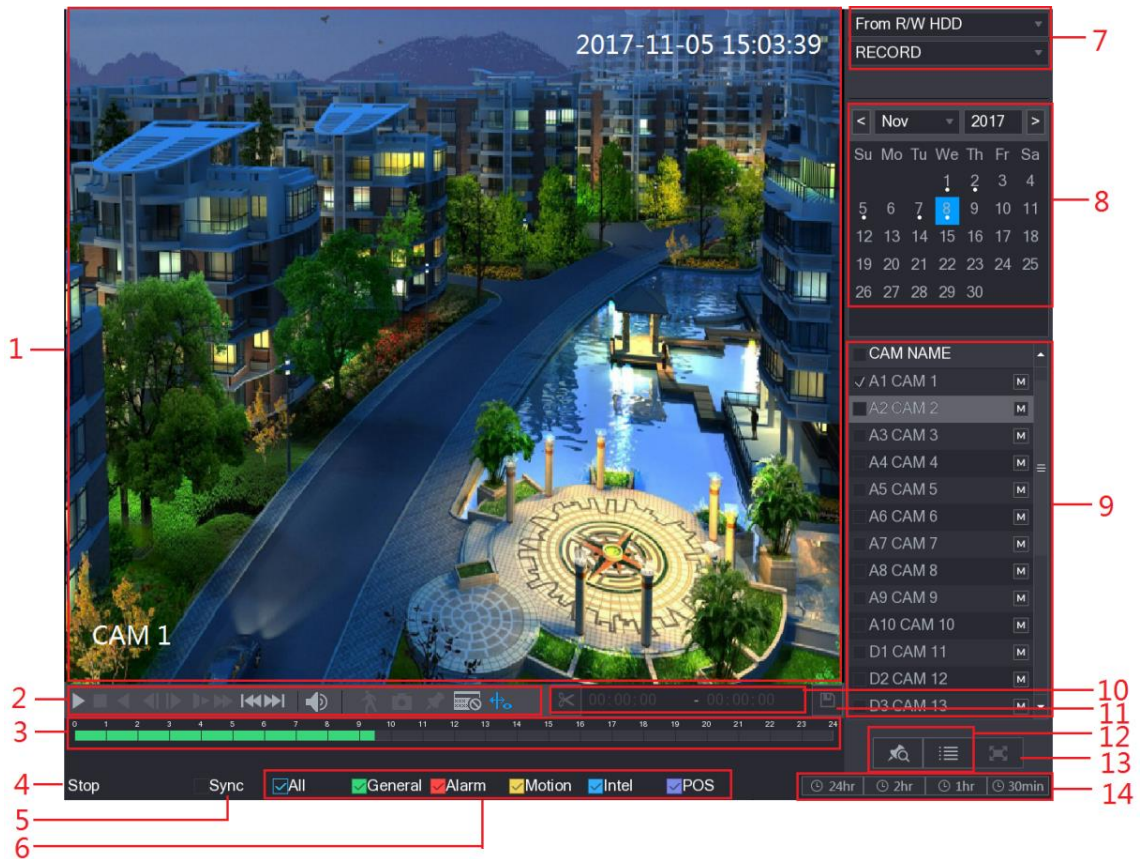 2017-11-05 15:03:39
CAM 1
From R/W HDD
RECORD
7
< Nov 2017 >
Su Mo Tu We Th Fr Sa
1 2 3 4
5 6 7 8 9 10 11
12 13 14 15 16 17 18
19 20 21 22 23 24 25
26 27 28 29 30
8
1
CAM NAME
A1 CAM 1 M
A2 CAM 2 M
A3 CAM 3 M
A4 CAM 4 M
A5 CAM 5 M
A6 CAM 6 M
A7 CAM 7 M
A8 CAM 8 M
A9 CAM 9 M
A10 CAM 10 M
D1 CAM 11 M
D2 CAM 12 M
D3 CAM 13 M
9
2
00:00:00 - 00:00:00
10
11
3
0 1 2 3 4 5 6 7 8 9 10 11 12 13 14 15 16 17 18 19 20 21 22 23 24
12
13
4
Stop Sync All General Alarm Motion Intel POS
24hr 2hr 1hr 30min
14
5
6